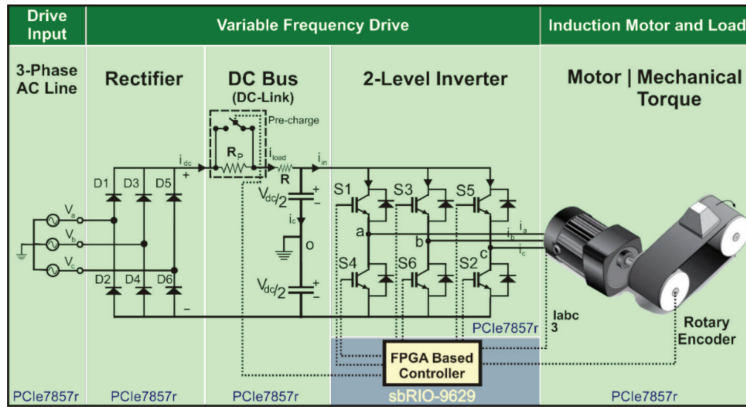 Drive
Input
Variable Frequency Drive
Induction Motor and Load
3-Phase
AC Line
Rectifier
DC Bus
(DC-Link)
2-Level Inverter
Motor | Mechanical
Torque
Pre-charge
i_dc
R_P
i_load
R
i_in
+
D1
D3
D5
V_dc/2
+
−
S1
S3
S5
V_a
V_b
V_c
i_c
o
a
b
c
i_a
i_b
i_c
D2
D4
D6
−
V_dc/2
+
−
S4
S6
S2
PCIe7857r
Iabc
3
Rotary
Encoder
FPGA Based
Controller
sbRIO-9629
PCIe7857r
PCIe7857r
PCIe7857r
PCIe7857r